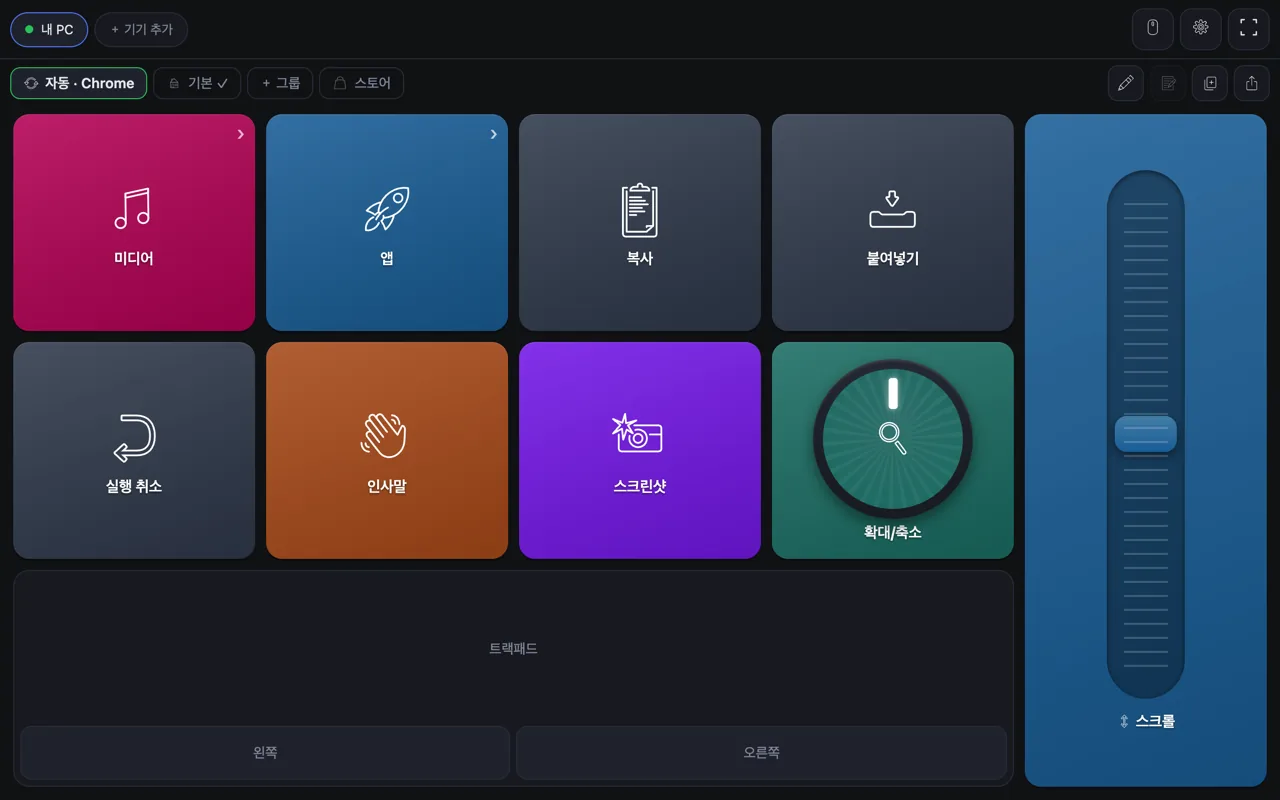 내 PC
+ 기기 추가
자동 · Chrome
기본 ✓
+ 그룹
스토어
미디어
앱
복사
붙여넣기
실행 취소
인사말
스크린샷
확대/축소
트랙패드
왼쪽
오른쪽
스크롤